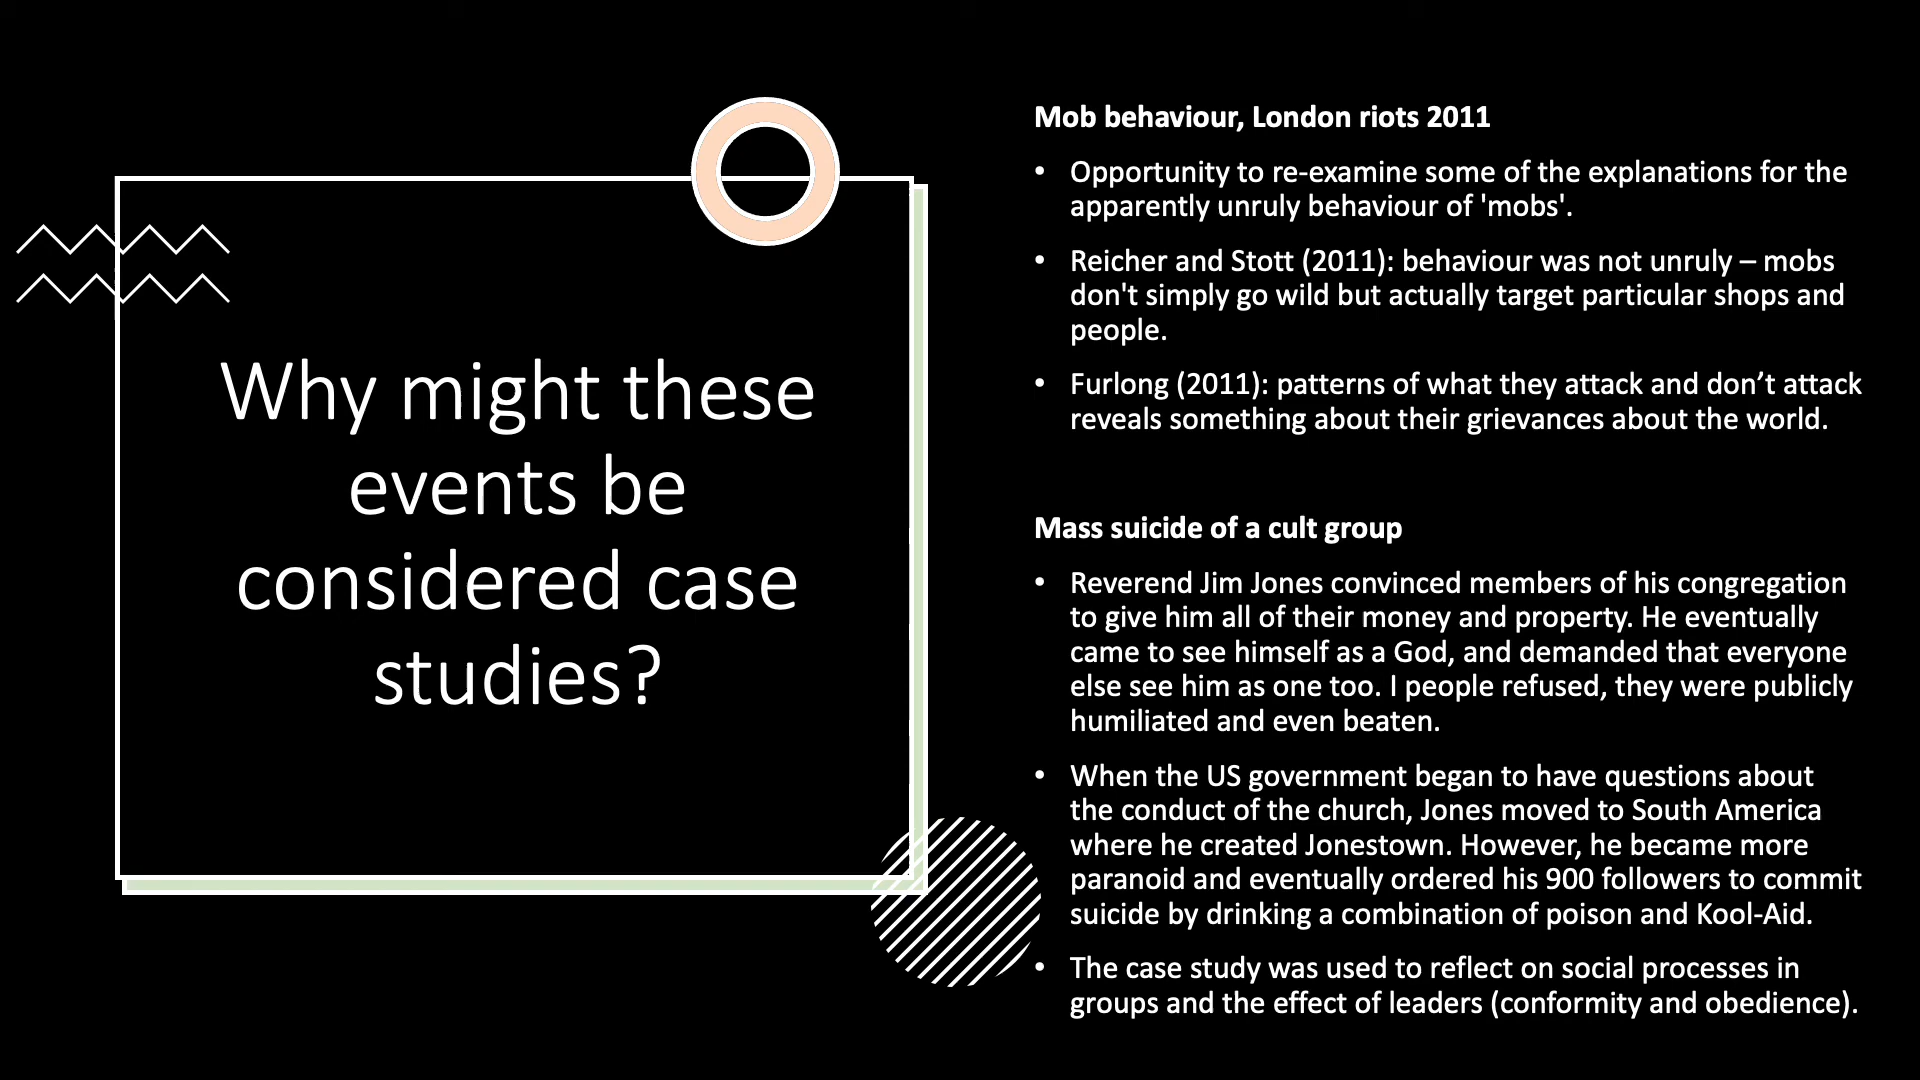 Why might these
events be
considered case
studies?
Mob behaviour, London riots 2011
• Opportunity to re-examine some of the explanations for the
apparently unruly behaviour of 'mobs'.
• Reicher and Stott (2011): behaviour was not unruly – mobs
don't simply go wild but actually target particular shops and
people.
• Furlong (2011): patterns of what they attack and don’t attack
reveals something about their grievances about the world.
Mass suicide of a cult group
• Reverend Jim Jones convinced members of his congregation
to give him all of their money and property. He eventually
came to see himself as a God, and demanded that everyone
else see him as one too. I people refused, they were publicly
humiliated and even beaten.
• When the US government began to have questions about
the conduct of the church, Jones moved to South America
where he created Jonestown. However, he became more
paranoid and eventually ordered his 900 followers to commit
suicide by drinking a combination of poison and Kool-Aid.
• The case study was used to reflect on social processes in
groups and the effect of leaders (conformity and obedience).